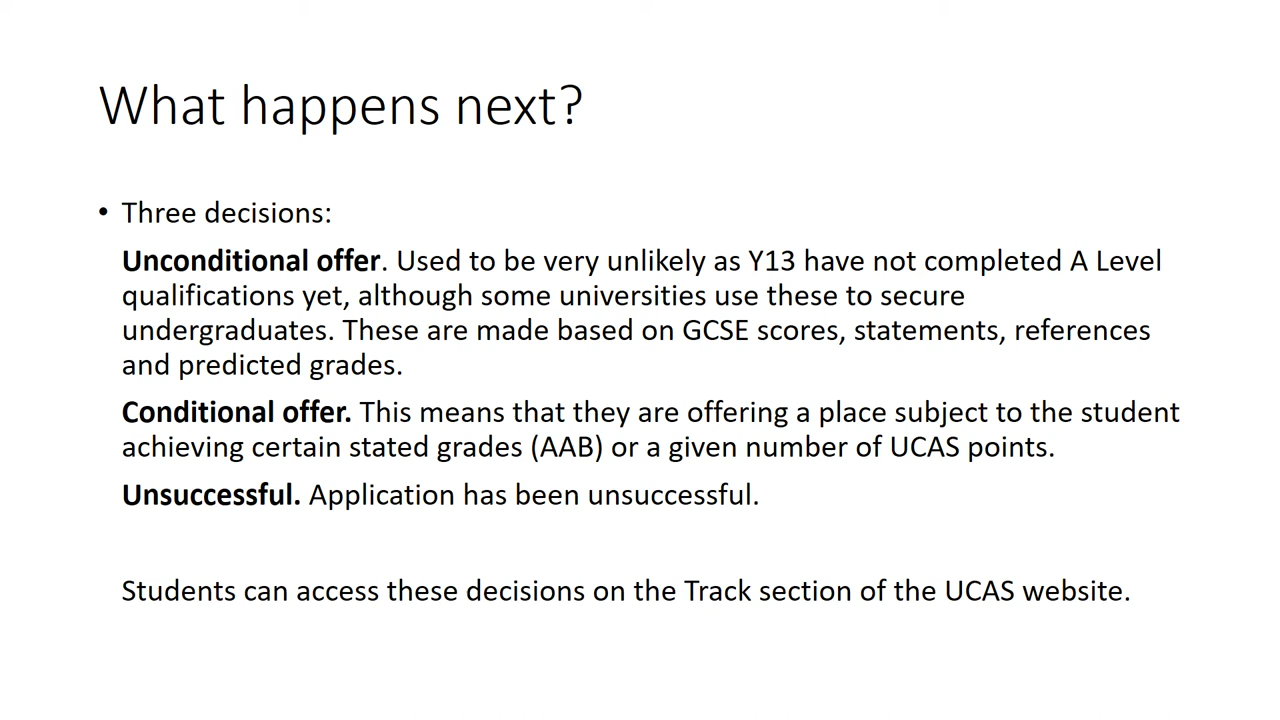 What happens next?
• Three decisions:
Unconditional offer. Used to be very unlikely as Y13 have not completed A Level
qualifications yet, although some universities use these to secure
undergraduates. These are made based on GCSE scores, statements, references
and predicted grades.
Conditional offer. This means that they are offering a place subject to the student
achieving certain stated grades (AAB) or a given number of UCAS points.
Unsuccessful. Application has been unsuccessful.
Students can access these decisions on the Track section of the UCAS website.